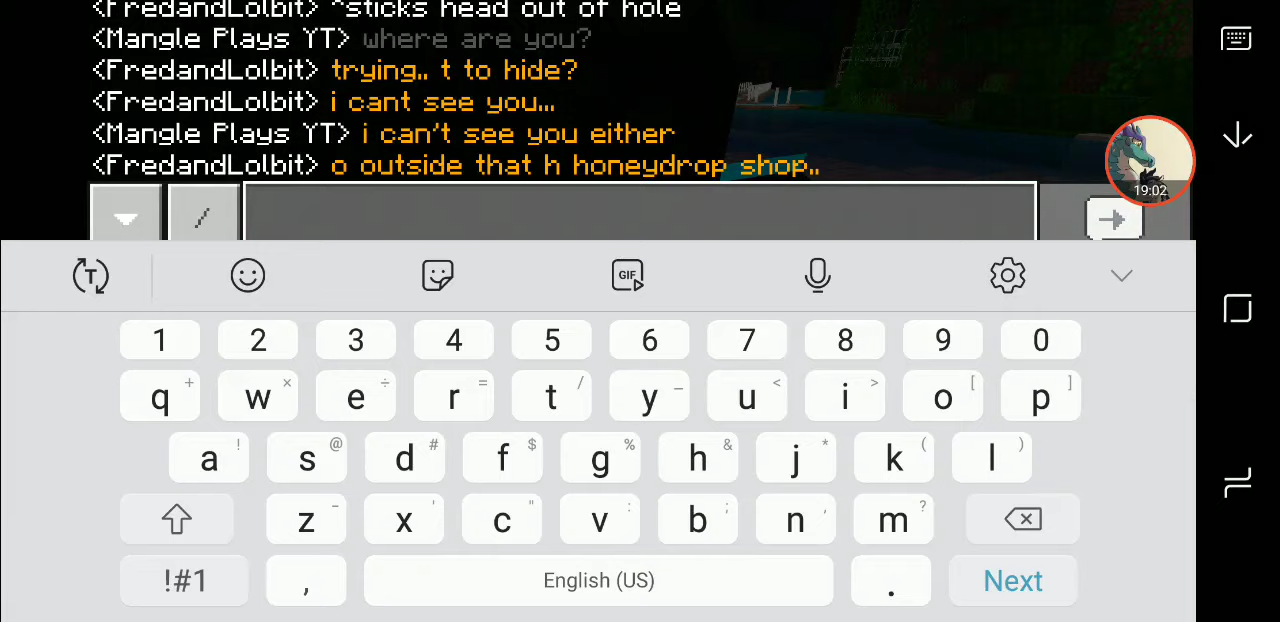 <FredandLolbit> ^sticks head out of hole
<Mangle Plays YT> where are you?
<FredandLolbit> trying.. t to hide?
<FredandLolbit> i cant see you...
<Mangle Plays YT> i can't see you either
<FredandLolbit> o outside that h honeydrop shop..
/
19:02
T
GIF
1 2 3 4 5 6 7 8 9 0
q + w × e ÷ r = t / y _ u < i > o [ p ]
a ! s @ d # f $ g % h & j * k ( l )
z - x ' c " v : b ; n , m ?
!#1 , English (US) . Next